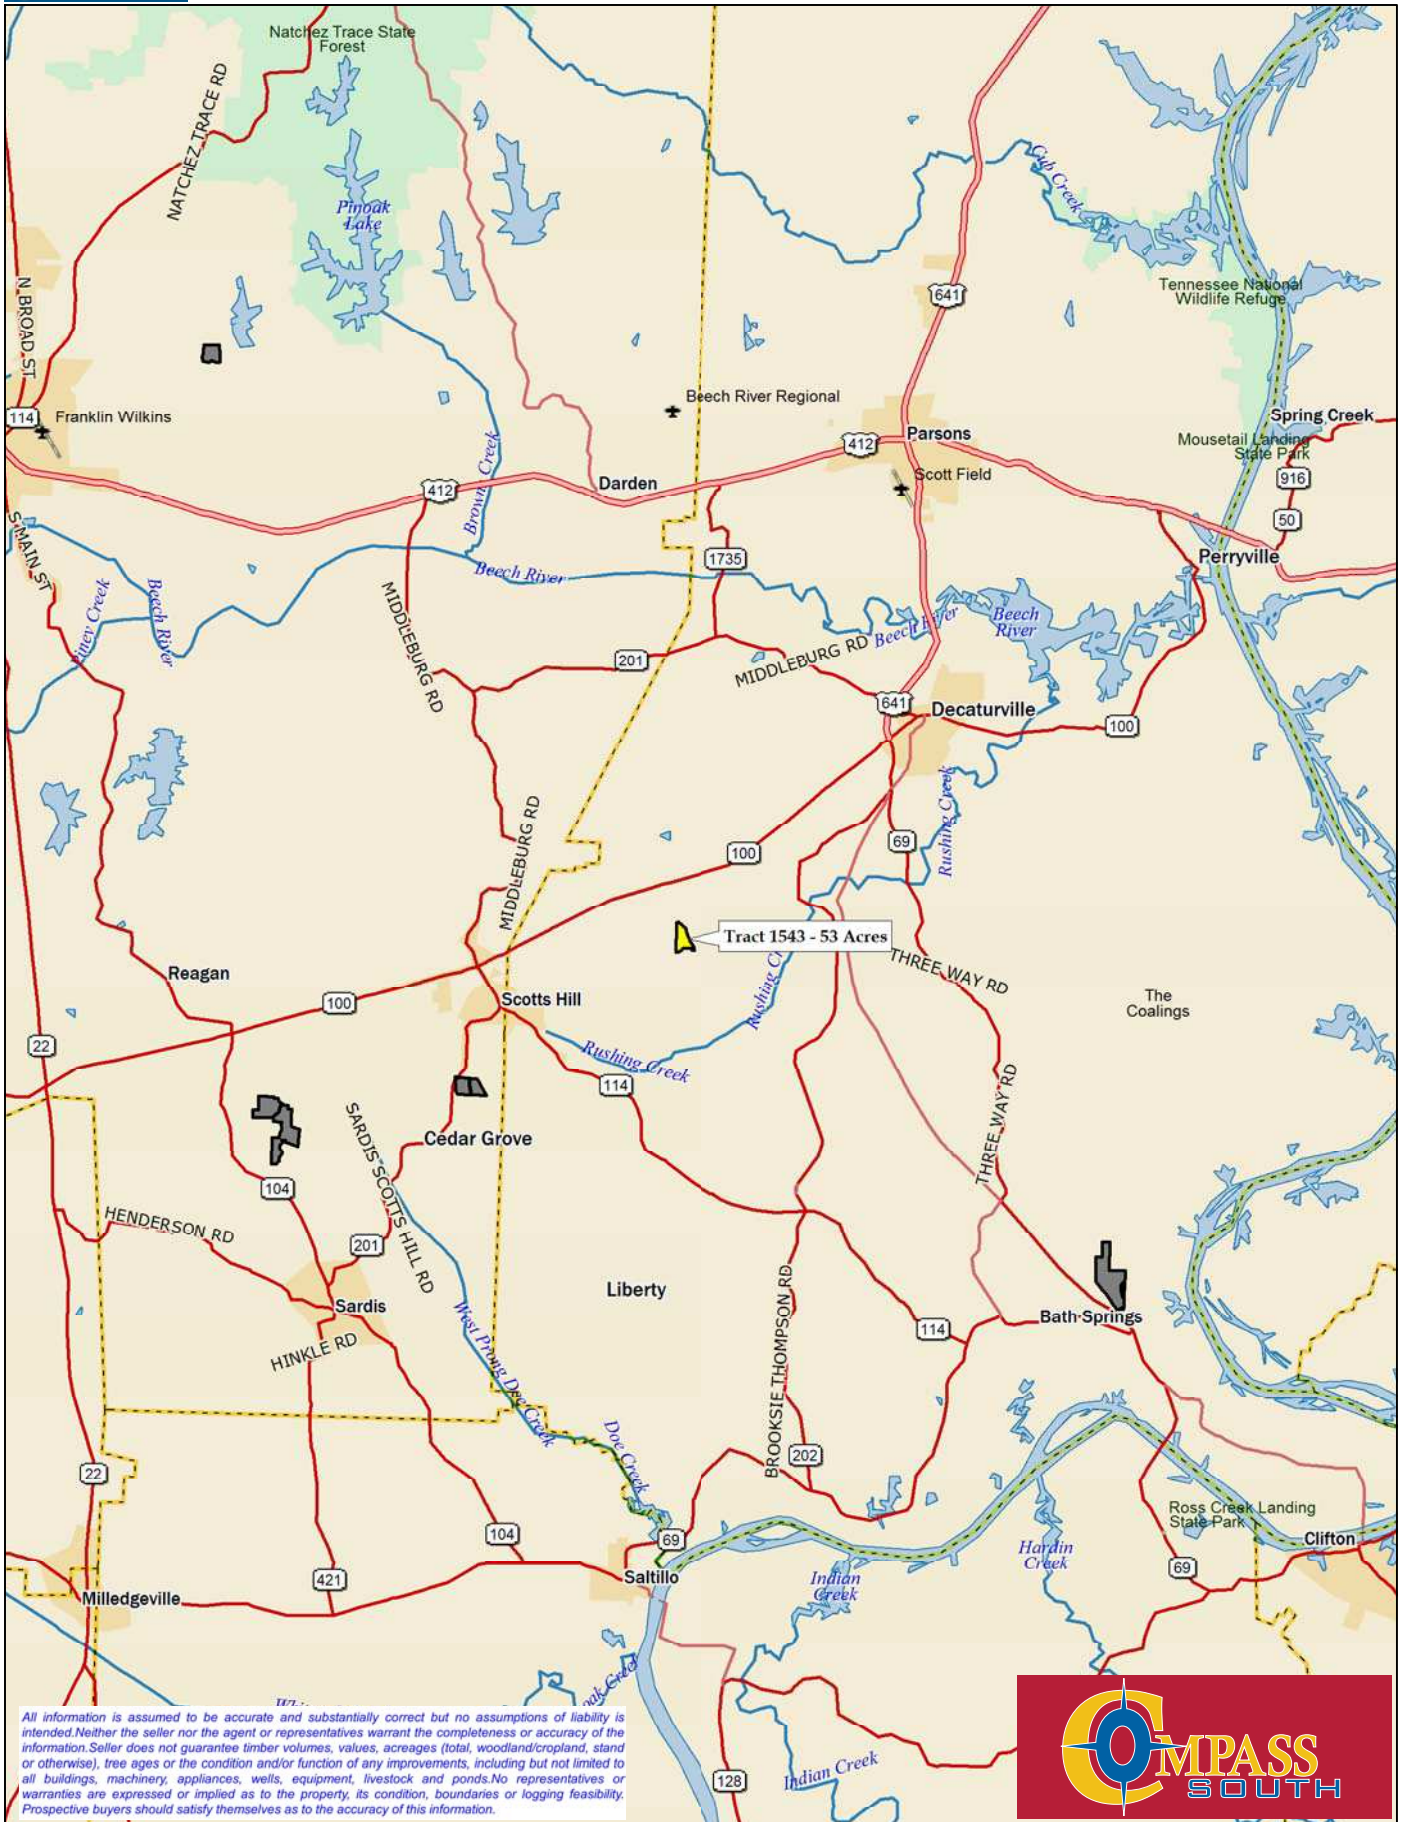 Natchez Trace State
Forest
NATCHEZ TRACE RD
Cub Creek
Pinoak
Lake
Tennessee National
Wildlife Refuge
641
N BROAD ST
Beech River Regional
114
Franklin Wilkins
Spring Creek
412
Parsons
Mousetail Landing
State Park
Brown Creek
Scott Field
916
412
Darden
50
S MAIN ST
1735
Perryville
Beech River
Piney Creek
Beech River
MIDDLEBURG RD
Beech River
Beech
River
201
MIDDLEBURG RD
641
Decaturville
100
Rushing Creek
MIDDLEBURG RD
100
69
Tract 1543 - 53 Acres
THREE WAY RD
Reagan
100
Scotts Hill
Rushing
The
Coalings
22
Rushing Creek
114
THREE WAY RD
SARDIS SCOTTS HILL RD
Cedar Grove
104
HENDERSON RD
201
Liberty
Sardis
West Prong Doe Creek
BROOKSIE THOMPSON RD
Bath Springs
114
HINKLE RD
Doe Creek
202
22
Ross Creek Landing
State Park
104
69
Clifton
Hardin
Creek
69
421
Saltillo
Indian
Creek
Milledgeville
Creek
128
Indian Creek
All information is assumed to be accurate and substantially correct but no assumptions of liability is
intended.Neither the seller nor the agent or representatives warrant the completeness or accuracy of the
information.Seller does not guarantee timber volumes, values, acreages (total, woodland/cropland, stand
or otherwise), tree ages or the condition and/or function of any improvements, including but not limited to
all buildings, machinery, appliances, wells, equipment, livestock and ponds.No representatives or
warranties are expressed or implied as to the property, its condition, boundaries or logging feasibility.
Prospective buyers should satisfy themselves as to the accuracy of this information.
COMPASS
SOUTH